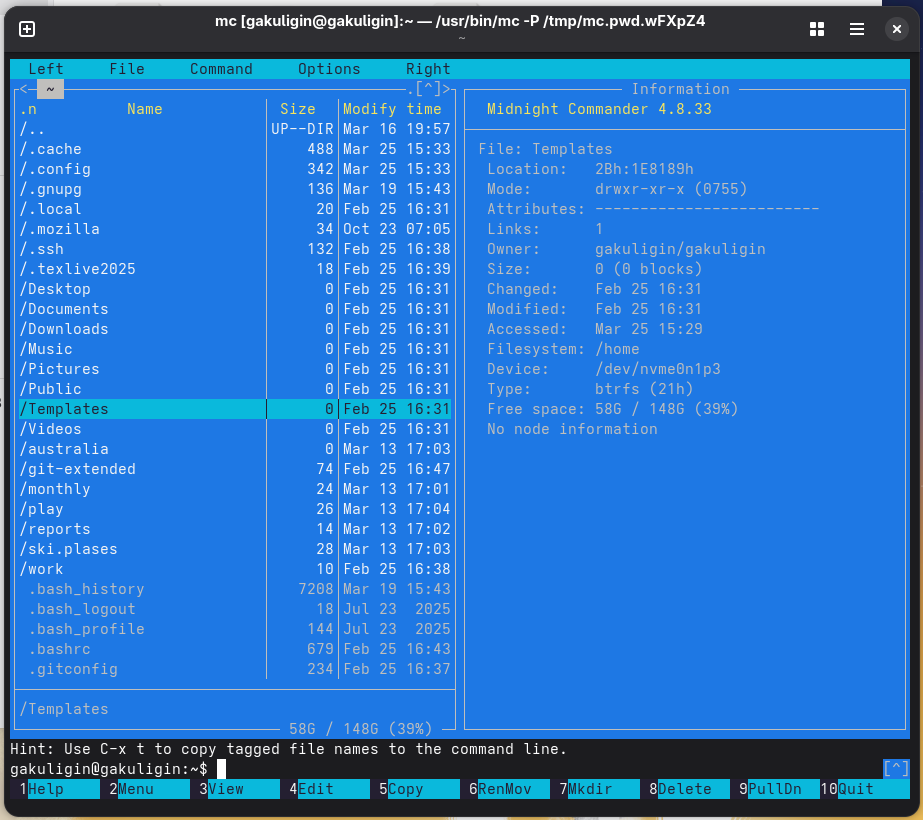 mc [gakuligin@gakuligin]:~ — /usr/bin/mc -P /tmp/mc.pwd.wFXpZ4
~
Left File Command Options Right
<─ ~ .[^]>
.n Name Size Modify time
/.. UP--DIR Mar 16 19:57
/.cache 488 Mar 25 15:33
/.config 342 Mar 25 15:33
/.gnupg 136 Mar 19 15:43
/.local 20 Feb 25 16:31
/.mozilla 34 Oct 23 07:05
/.ssh 132 Feb 25 16:38
/.texlive2025 18 Feb 25 16:39
/Desktop 0 Feb 25 16:31
/Documents 0 Feb 25 16:31
/Downloads 0 Feb 25 16:31
/Music 0 Feb 25 16:31
/Pictures 0 Feb 25 16:31
/Public 0 Feb 25 16:31
/Templates 0 Feb 25 16:31
/Videos 0 Feb 25 16:31
/australia 0 Mar 13 17:03
/git-extended 74 Feb 25 16:47
/monthly 24 Mar 13 17:01
/play 26 Mar 13 17:04
/reports 14 Mar 13 17:02
/ski.plases 28 Mar 13 17:03
/work 10 Feb 25 16:38
.bash_history 7208 Mar 19 15:43
.bash_logout 18 Jul 23 2025
.bash_profile 144 Jul 23 2025
.bashrc 679 Feb 25 16:43
.gitconfig 234 Feb 25 16:37
/Templates
58G / 148G (39%)
Information
Midnight Commander 4.8.33
File: Templates
Location: 2Bh:1E8189h
Mode: drwxr-xr-x (0755)
Attributes: -------------------------
Links: 1
Owner: gakuligin/gakuligin
Size: 0 (0 blocks)
Changed: Feb 25 16:31
Modified: Feb 25 16:31
Accessed: Mar 25 15:29
Filesystem: /home
Device: /dev/nvme0n1p3
Type: btrfs (21h)
Free space: 58G / 148G (39%)
No node information
Hint: Use C-x t to copy tagged file names to the command line.
gakuligin@gakuligin:~$ [^]
1Help 2Menu 3View 4Edit 5Copy 6RenMov 7Mkdir 8Delete 9PullDn 10Quit